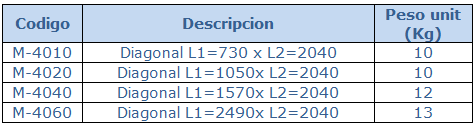 Codigo Descripcion Peso unit (Kg)
M-4010 Diagonal L1=730 x L2=2040 10
M-4020 Diagonal L1=1050x L2=2040 10
M-4040 Diagonal L1=1570x L2=2040 12
M-4060 Diagonal L1=2490x L2=2040 13